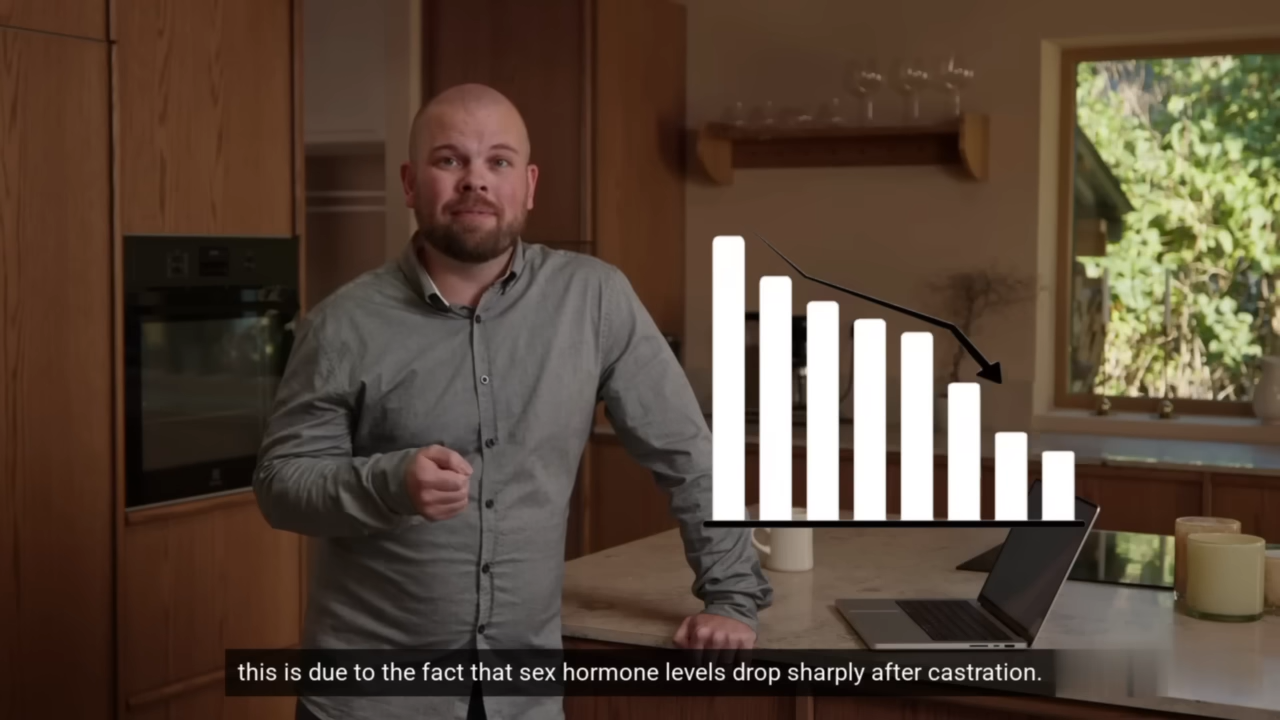 this is due to the fact that sex hormone levels drop sharply after castration.